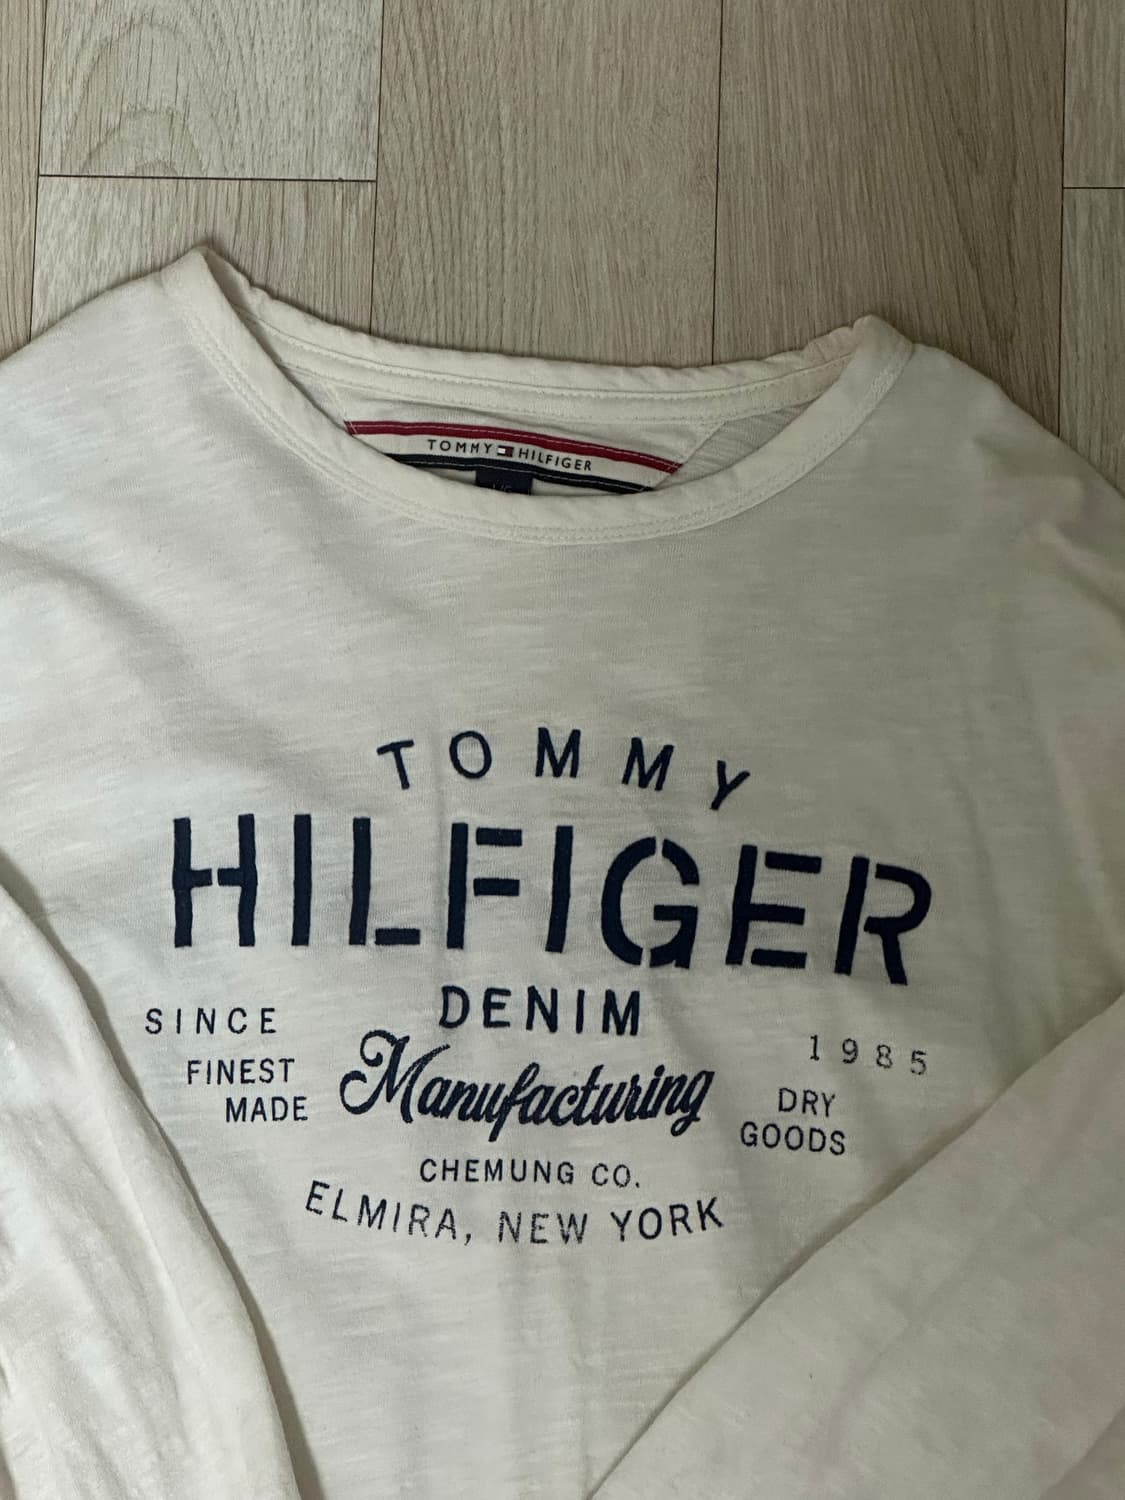 TOMMY HILFIGER
TOMMY
HILFIGER
DENIM
SINCE 1985
FINEST
MADE
Manufacturing
DRY
GOODS
CHEMUNG CO.
ELMIRA, NEW YORK